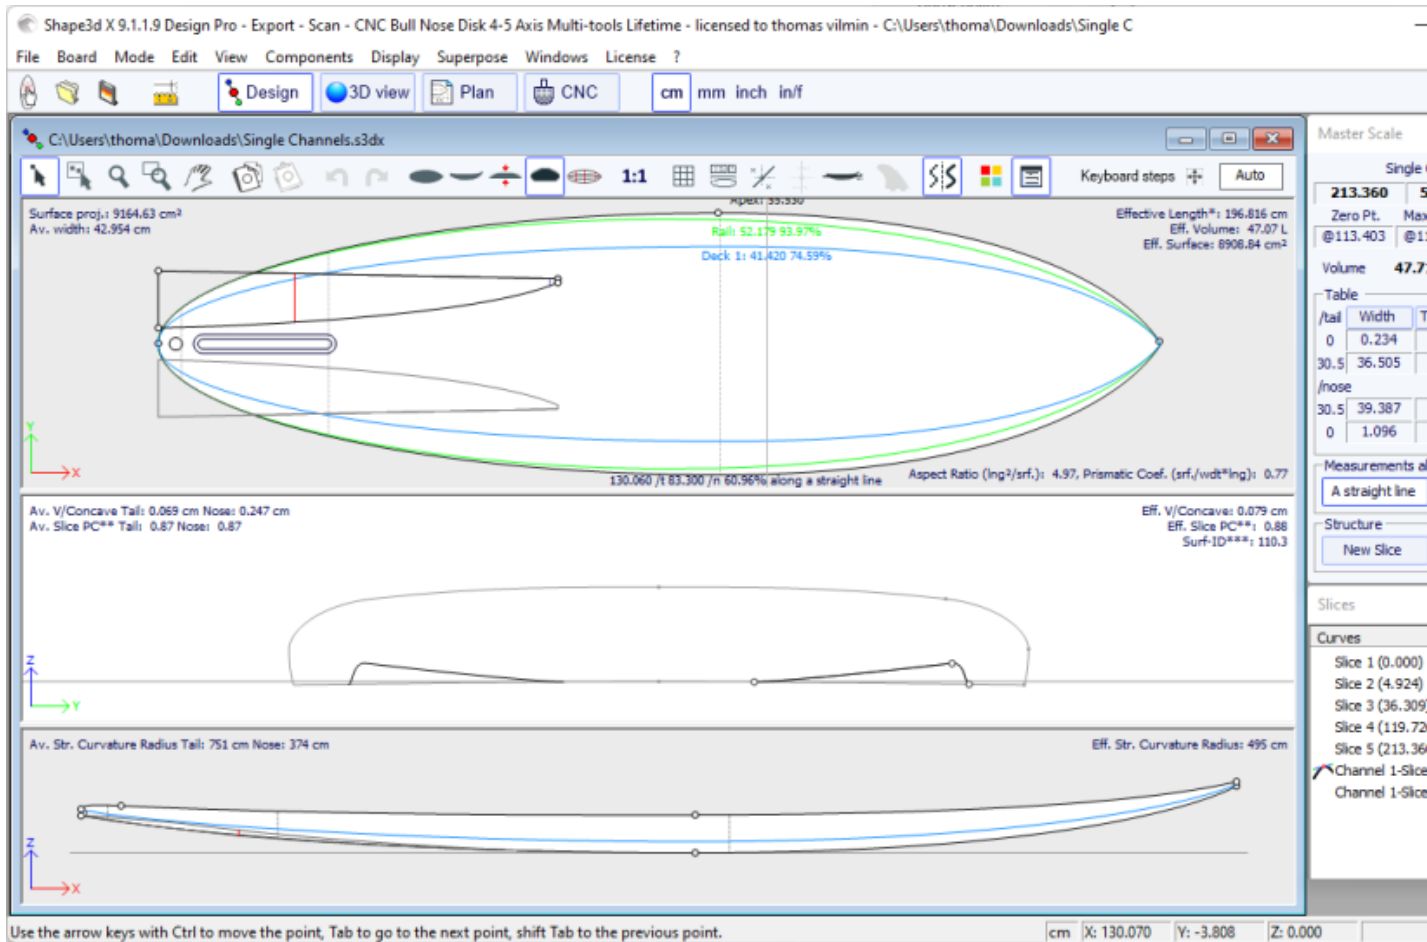 Shape3d X 9.1.1.9 Design Pro - Export - Scan - CNC Bull Nose Disk 4-5 Axis Multi-tools Lifetime - licensed to thomas vilmin - C:\Users\thoma\Downloads\Single C
File Board Mode Edit View Components Display Superpose Windows License ?
Design 3D view Plan CNC cm mm inch in/f
C:\Users\thoma\Downloads\Single Channels.s3dx
1:1 Keyboard steps Auto
Surface proj.: 9164.63 cm²
Av. width: 42.954 cm
Apex: 55.530
Rail: 52.179 93.97%
Deck 1: 41.420 74.59%
Effective Length*: 196.816 cm
Eff. Volume: 47.07 L
Eff. Surface: 8908.84 cm²
Y
X
130.060 /t 83.300 /n 60.96% along a straight line
Aspect Ratio (lng²/srf.): 4.97, Prismatic Coef. (srf./wdt*lng): 0.77
Av. V/Concave Tail: 0.069 cm Nose: 0.247 cm
Av. Slice PC** Tail: 0.87 Nose: 0.87
Eff. V/Concave: 0.079 cm
Eff. Slice PC**: 0.88
Surf-ID***: 110.3
Z
Y
Av. Str. Curvature Radius Tail: 751 cm Nose: 374 cm
Eff. Str. Curvature Radius: 495 cm
Z
X
Master Scale
Single
213.360 5
Zero Pt. Max
@113.403 @11
Volume 47.7
Table
/tail Width T
0 0.234
30.5 36.505
/nose
30.5 39.387
0 1.096
Measurements al
A straight line
Structure
New Slice
Slices
Curves
Slice 1 (0.000)
Slice 2 (4.924)
Slice 3 (36.309)
Slice 4 (119.72
Slice 5 (213.36
Channel 1-Slice
Channel 1-Slice
Use the arrow keys with Ctrl to move the point, Tab to go to the next point, shift Tab to the previous point.
cm X: 130.070 Y: -3.808 Z: 0.000